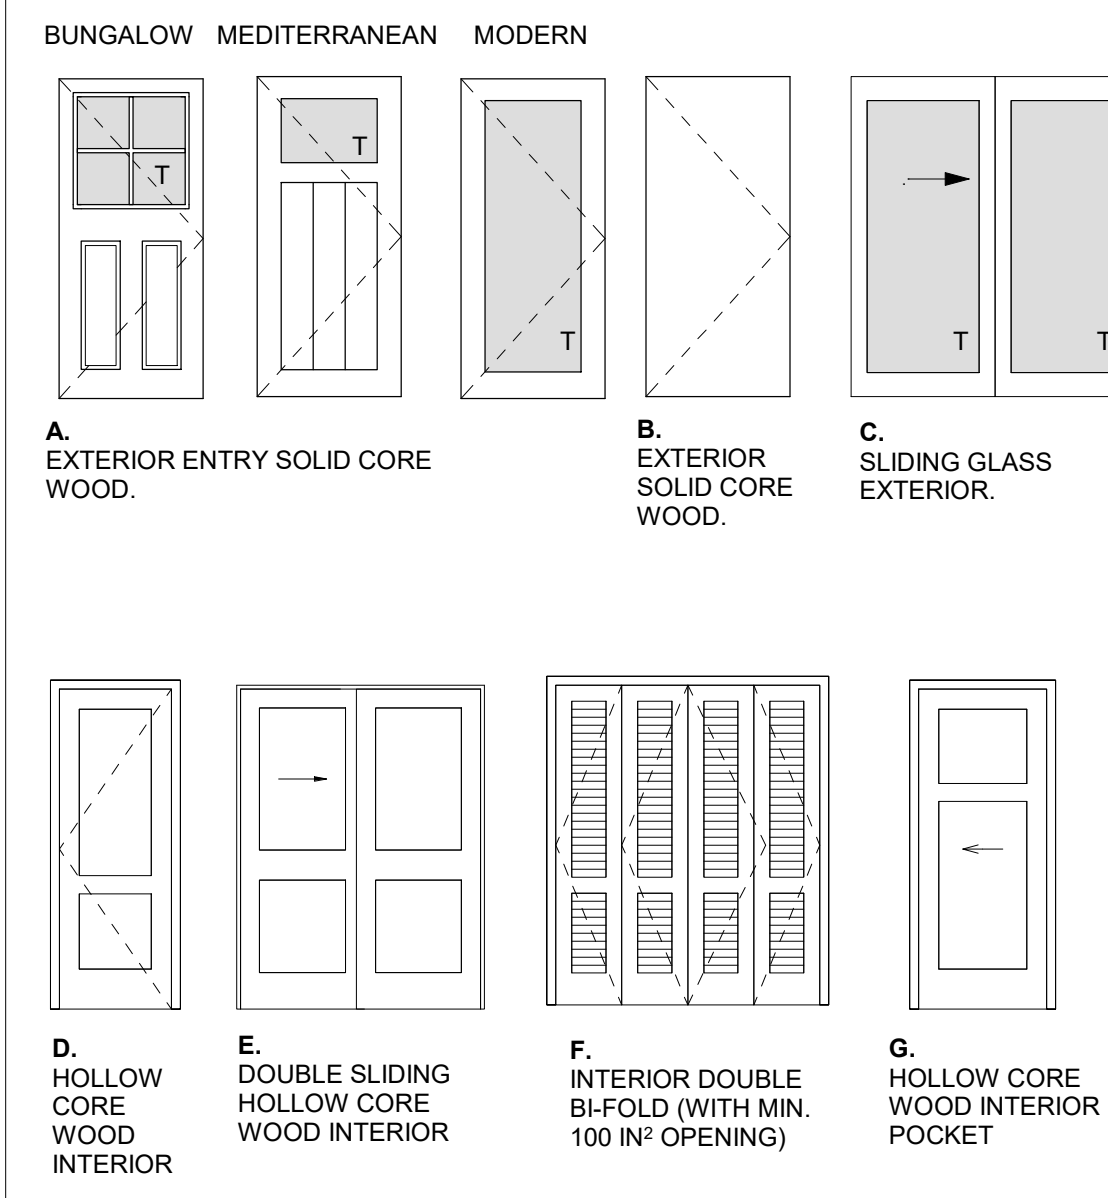 BUNGALOW MEDITERRANEAN MODERN
T
T
T
T
T
A.
EXTERIOR ENTRY SOLID CORE
WOOD.
B.
EXTERIOR
SOLID CORE
WOOD.
C.
SLIDING GLASS
EXTERIOR.
D.
HOLLOW
CORE
WOOD
INTERIOR
E.
DOUBLE SLIDING
HOLLOW CORE
WOOD INTERIOR
F.
INTERIOR DOUBLE
BI-FOLD (WITH MIN.
100 IN² OPENING)
G.
HOLLOW CORE
WOOD INTERIOR
POCKET